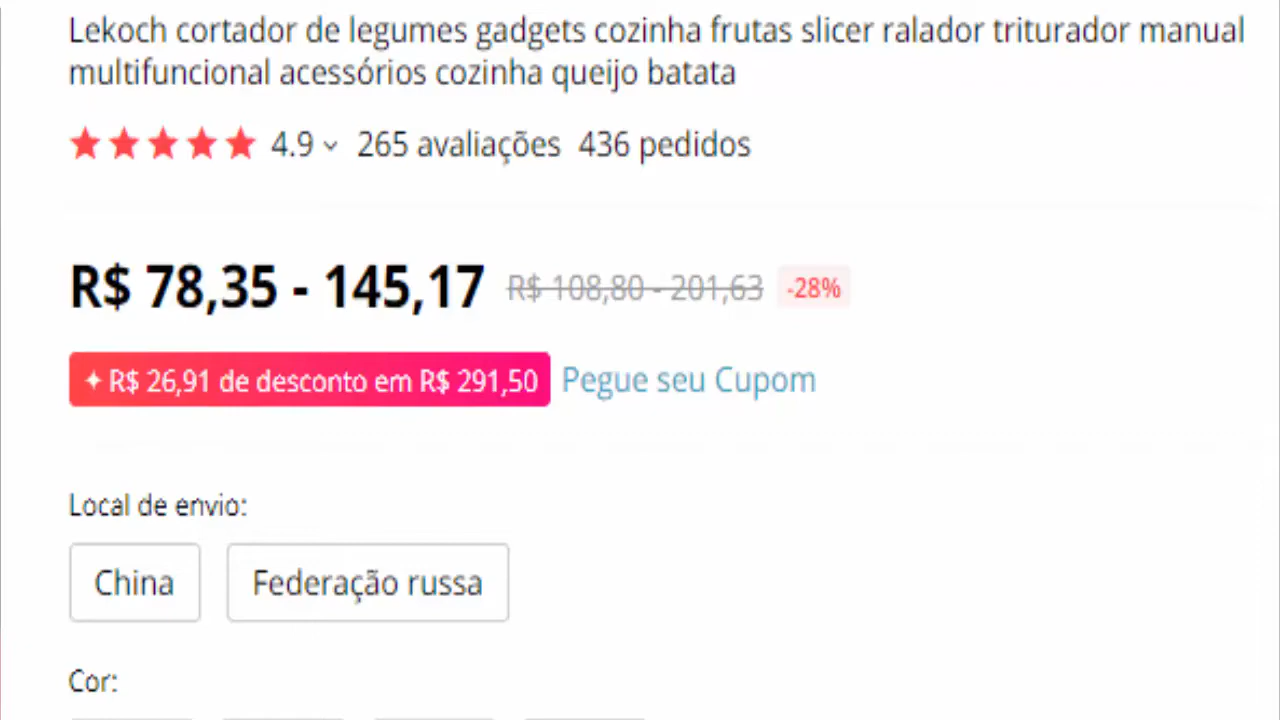 Lekoch cortador de legumes gadgets cozinha frutas slicer ralador triturador manual
multifuncional acessórios cozinha queijo batata
4.9 265 avaliações 436 pedidos
R$ 78,35 - 145,17 R$ 108,80 - 201,63 -28%
R$ 26,91 de desconto em R$ 291,50 Pegue seu Cupom
Local de envio:
China Federação russa
Cor: